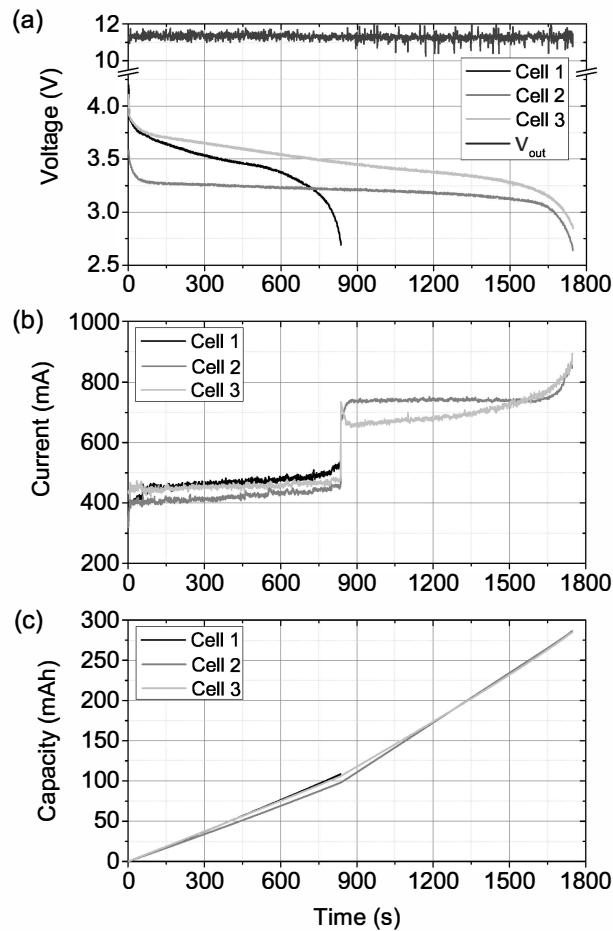 (a)
12
11
4.0
3.5
3.0
2.5
Voltage (V)
Cell 1
Cell 2
Cell 3
Vout
0 300 600 900 1200 1500 1800
(b)
1000
800
600
400
200
Current (mA)
Cell 1
Cell 2
Cell 3
0 300 600 900 1200 1500 1800
(c)
300
250
200
150
100
50
0
Capacity (mAh)
Cell 1
Cell 2
Cell 3
0 300 600 900 1200 1500 1800
Time (s)